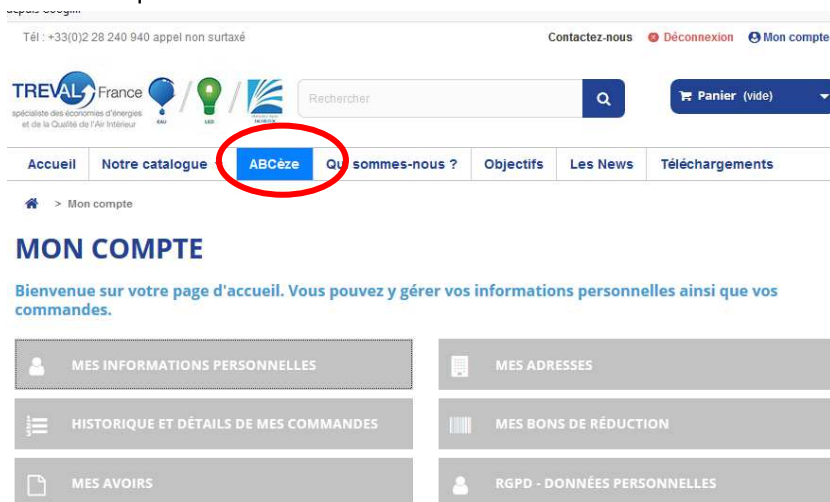 Tél : +33(0)2 28 240 940 appel non surtaxé
Contactez-nous Déconnexion Mon compte
TREVAL France
spécialiste des économies d'énergies
et de la Qualité de l'Air Intérieur
EAU / LED /
Rechercher
Panier (vide)
Accueil Notre catalogue ABCèze Qui sommes-nous ? Objectifs Les News Téléchargements
> Mon compte
MON COMPTE
Bienvenue sur votre page d'accueil. Vous pouvez y gérer vos informations personnelles ainsi que vos
commandes.
MES INFORMATIONS PERSONNELLES
MES ADRESSES
HISTORIQUE ET DÉTAILS DE MES COMMANDES
MES BONS DE RÉDUCTION
MES AVOIRS
RGPD - DONNÉES PERSONNELLES